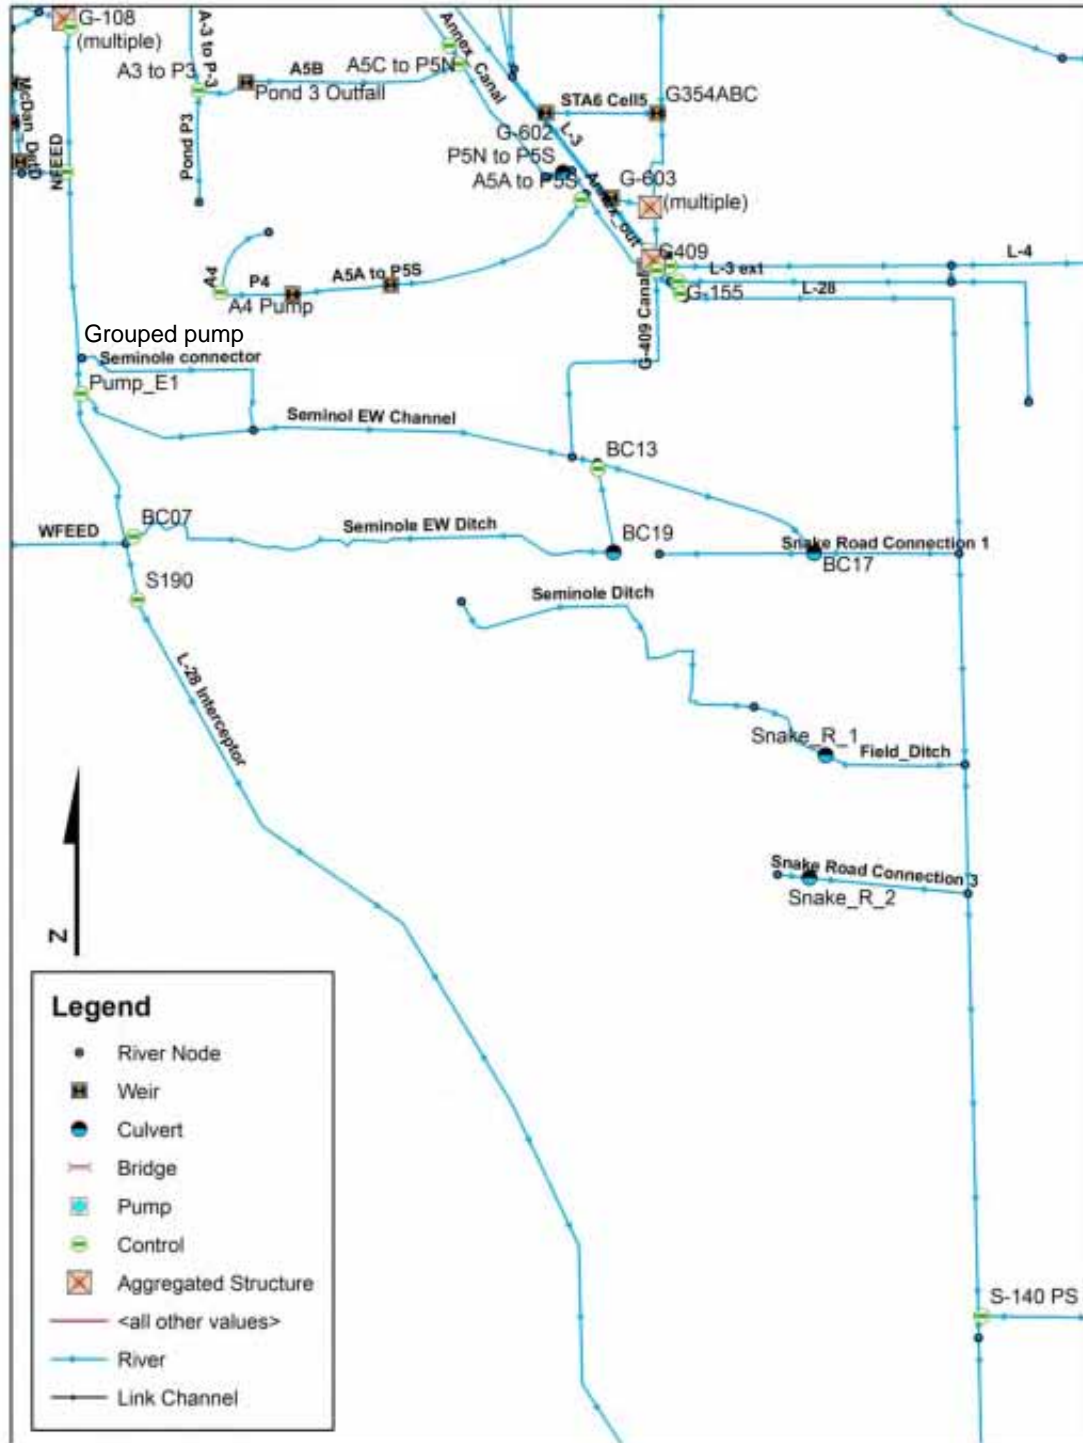 G-108
(multiple)
A-3 to P-3
A3 to P3
A5B
A5C to P5N
Annex_Canal
Pond 3 Outfall
STA6 Cell5
G354ABC
NFEED
Pond P3
G-602
L-3
P5N to P5S
A5A to P5S
G-603
(multiple)
Annex_out
G409
L-4
L-3 ext
L-28
G-155
A-4
P4
A5A to P5S
A4 Pump
G-409 Canal
Grouped pump
Seminole connector
Pump_E1
Seminol EW Channel
BC13
BC07
WFEED
Seminole EW Ditch
BC19
Snake Road Connection 1
BC17
S190
Seminole Ditch
L-28 Interceptor
Snake_R_1
Field_Ditch
Snake Road Connection 3
Snake_R_2
Z
Legend
River Node
Weir
Culvert
Bridge
Pump
Control
Aggregated Structure
<all other values>
River
Link Channel
S-140 PS